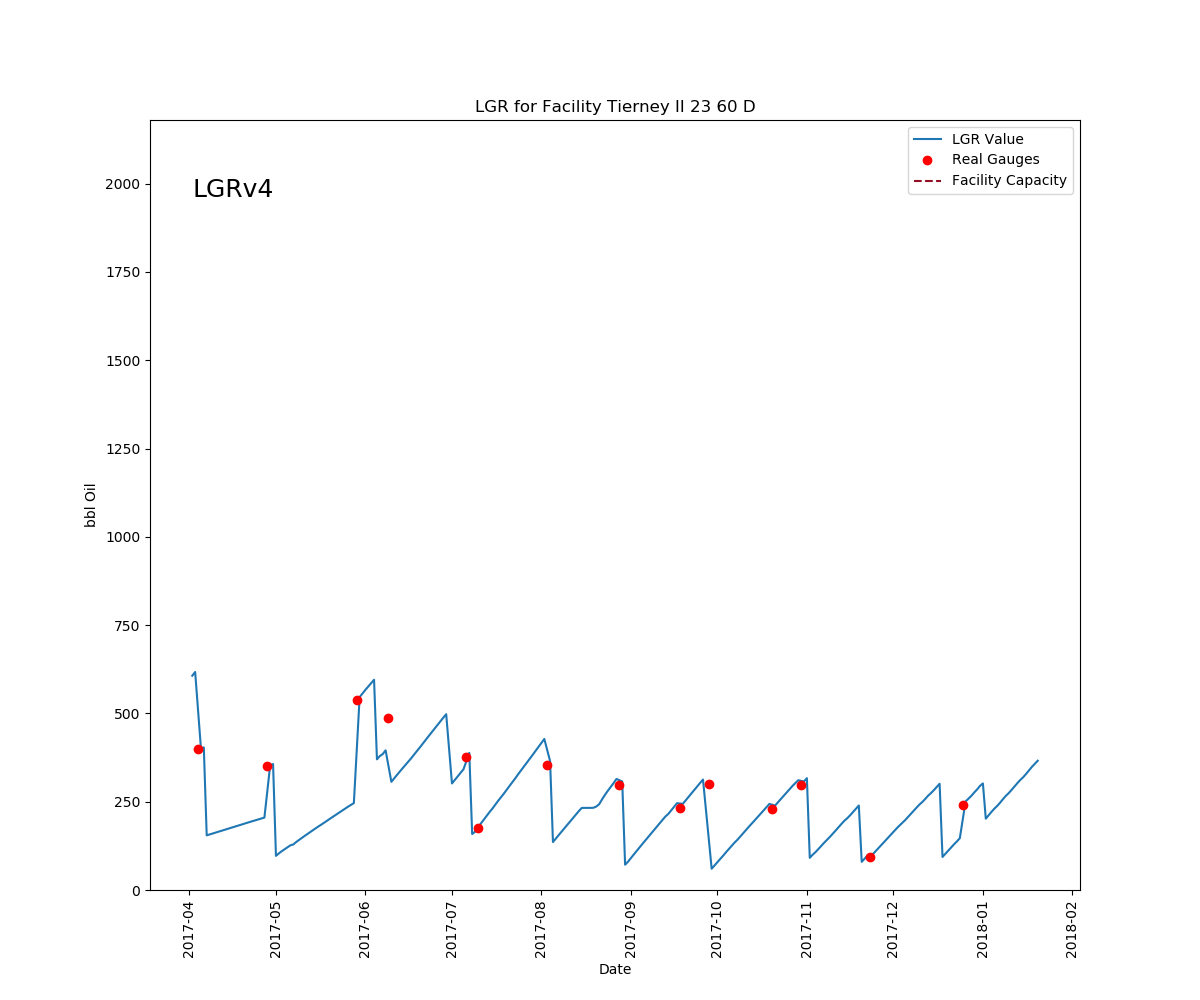 LGR for Facility Tierney II 23 60 D
LGRv4
LGR Value
Real Gauges
Facility Capacity
bbl Oil
2000
1750
1500
1250
1000
750
500
250
0
2017-04
2017-05
2017-06
2017-07
2017-08
2017-09
2017-10
2017-11
2017-12
2018-01
2018-02
Date